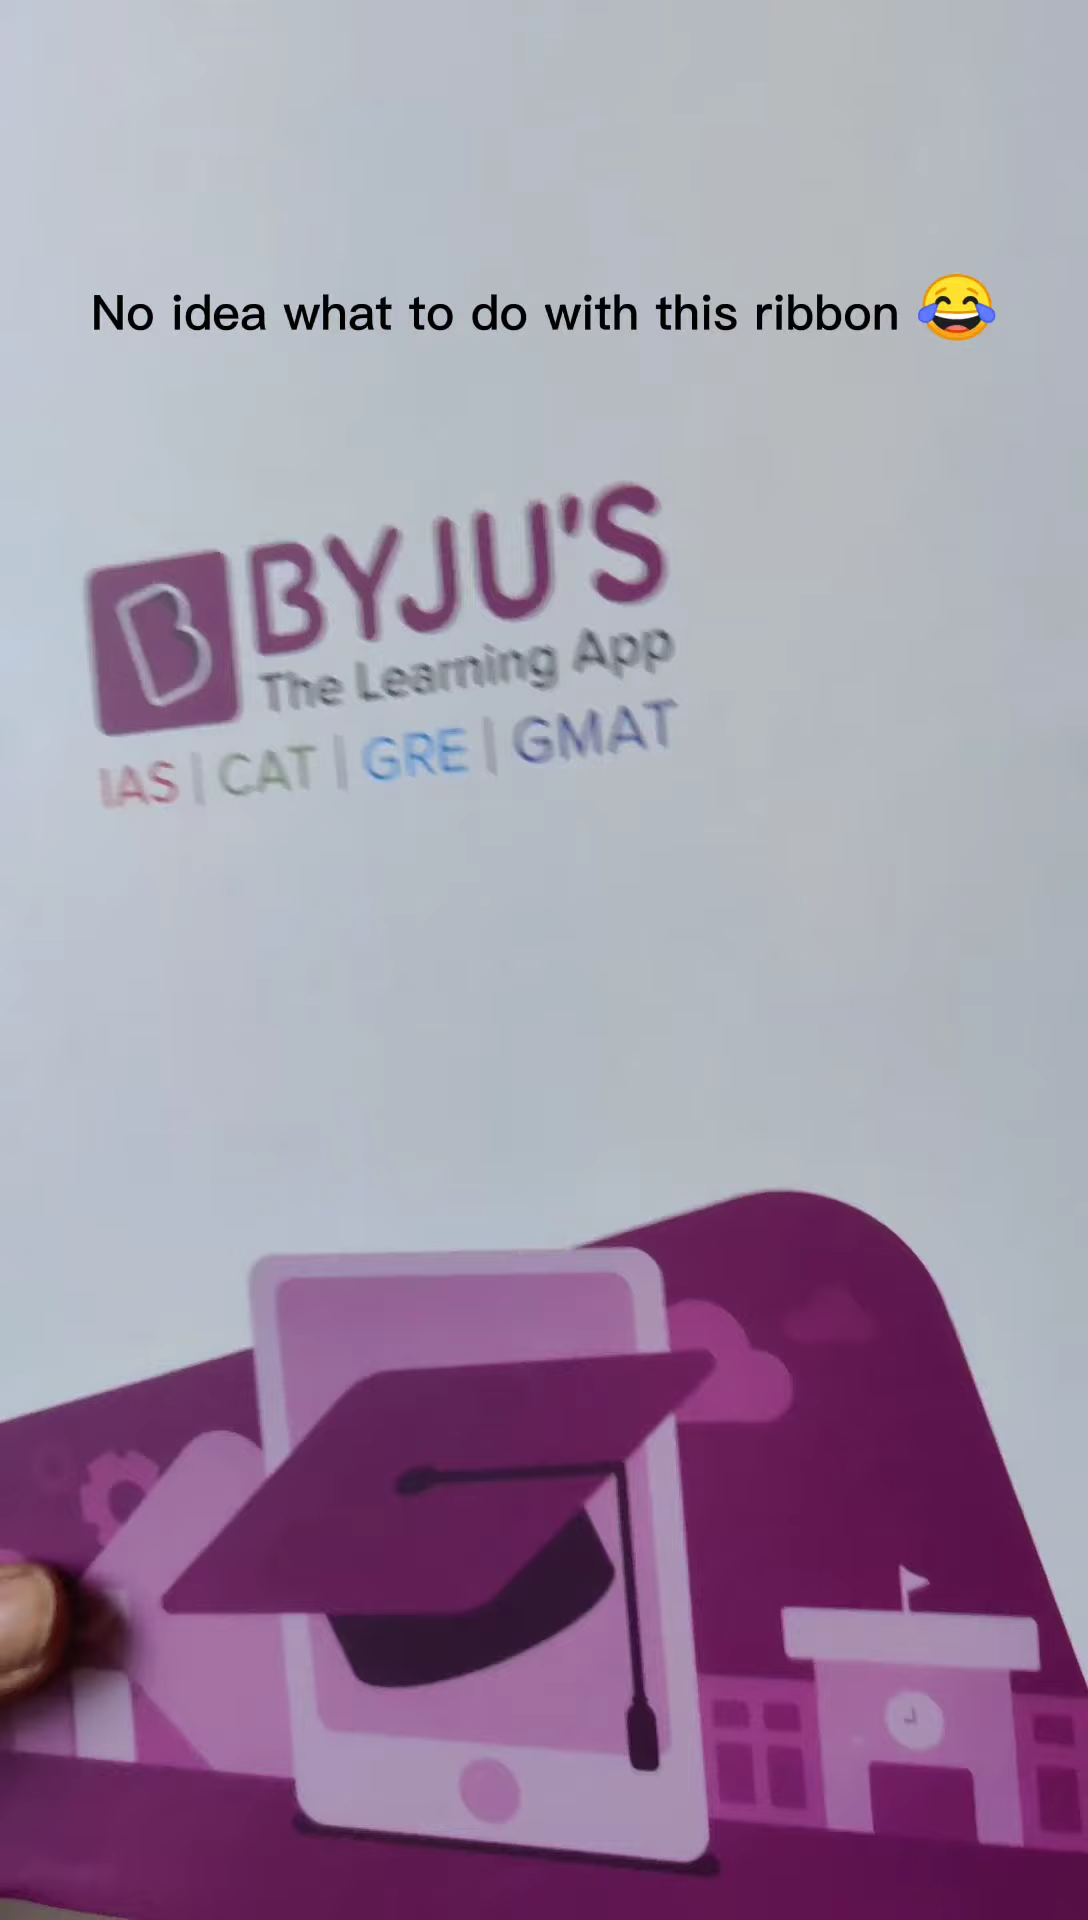 No idea what to do with this ribbon 😂
BYJU'S
The Learning App
IAS | CAT | GRE | GMAT